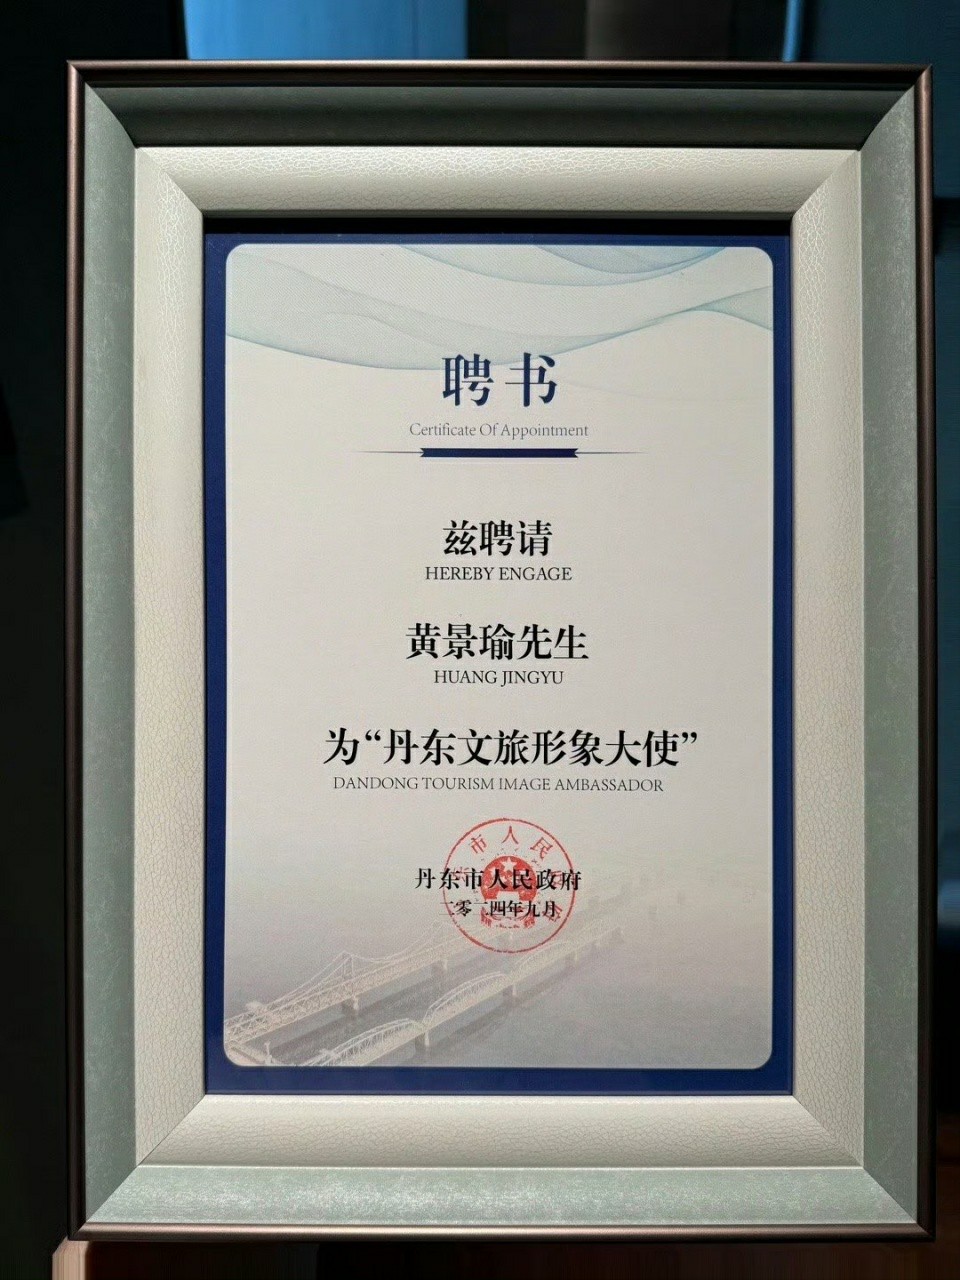 聘书
Certificate Of Appointment
兹聘请
HEREBY ENGAGE
黄景瑜先生
HUANG JINGYU
为“丹东文旅形象大使”
DANDONG TOURISM IMAGE AMBASSADOR
丹东市人民政府
二零二四年九月